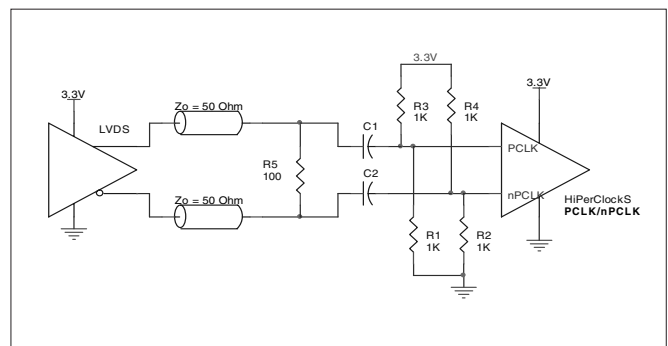 3.3V
LVDS
Zo = 50 Ohm
Zo = 50 Ohm
R5
100
C1
C2
3.3V
R3
1K
R4
1K
R1
1K
R2
1K
3.3V
PCLK
nPCLK
HiPerClockS
PCLK/nPCLK